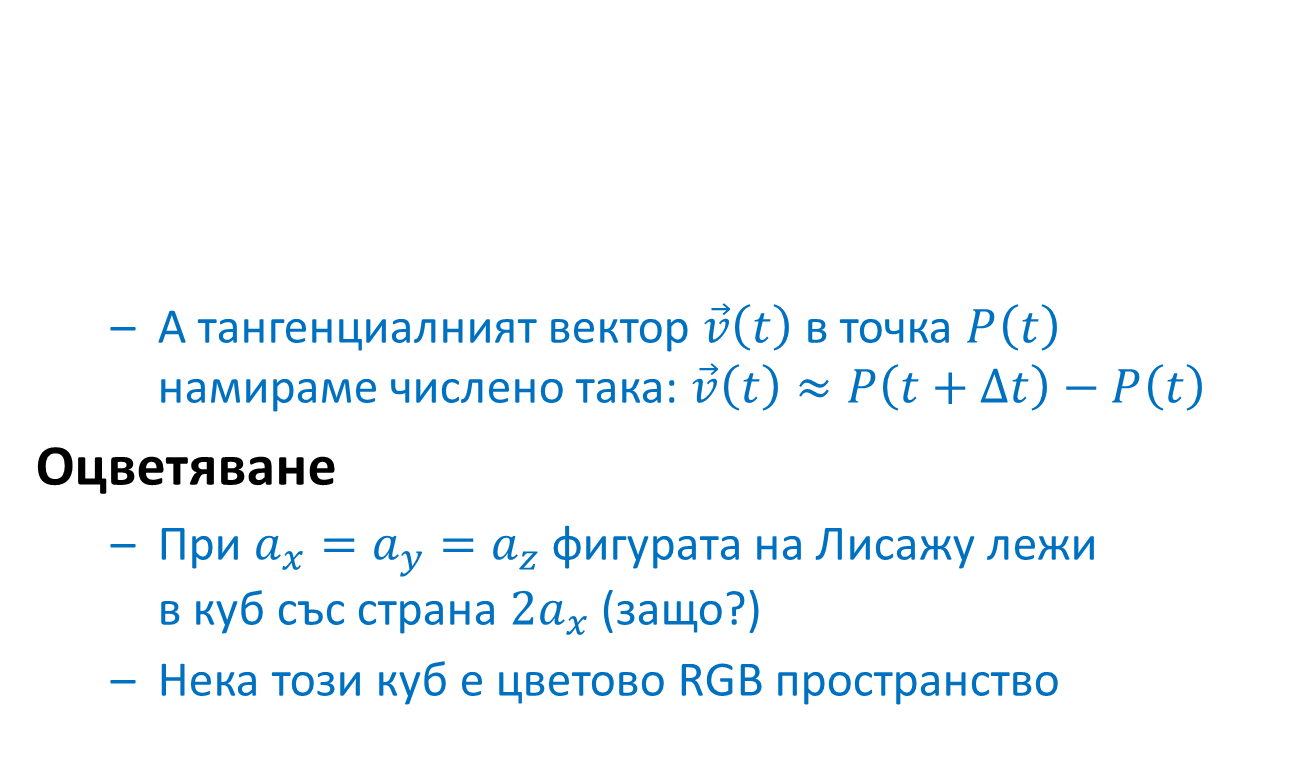 – А тангенциалният вектор v⃗(t) в точка P(t)
намираме числено така: v⃗(t) ≈ P(t + Δt) − P(t)
Оцветяване
– При aₓ = a_y = a_z фигурата на Лисажу лежи
в куб със страна 2aₓ (защо?)
– Нека този куб е цветово RGB пространство